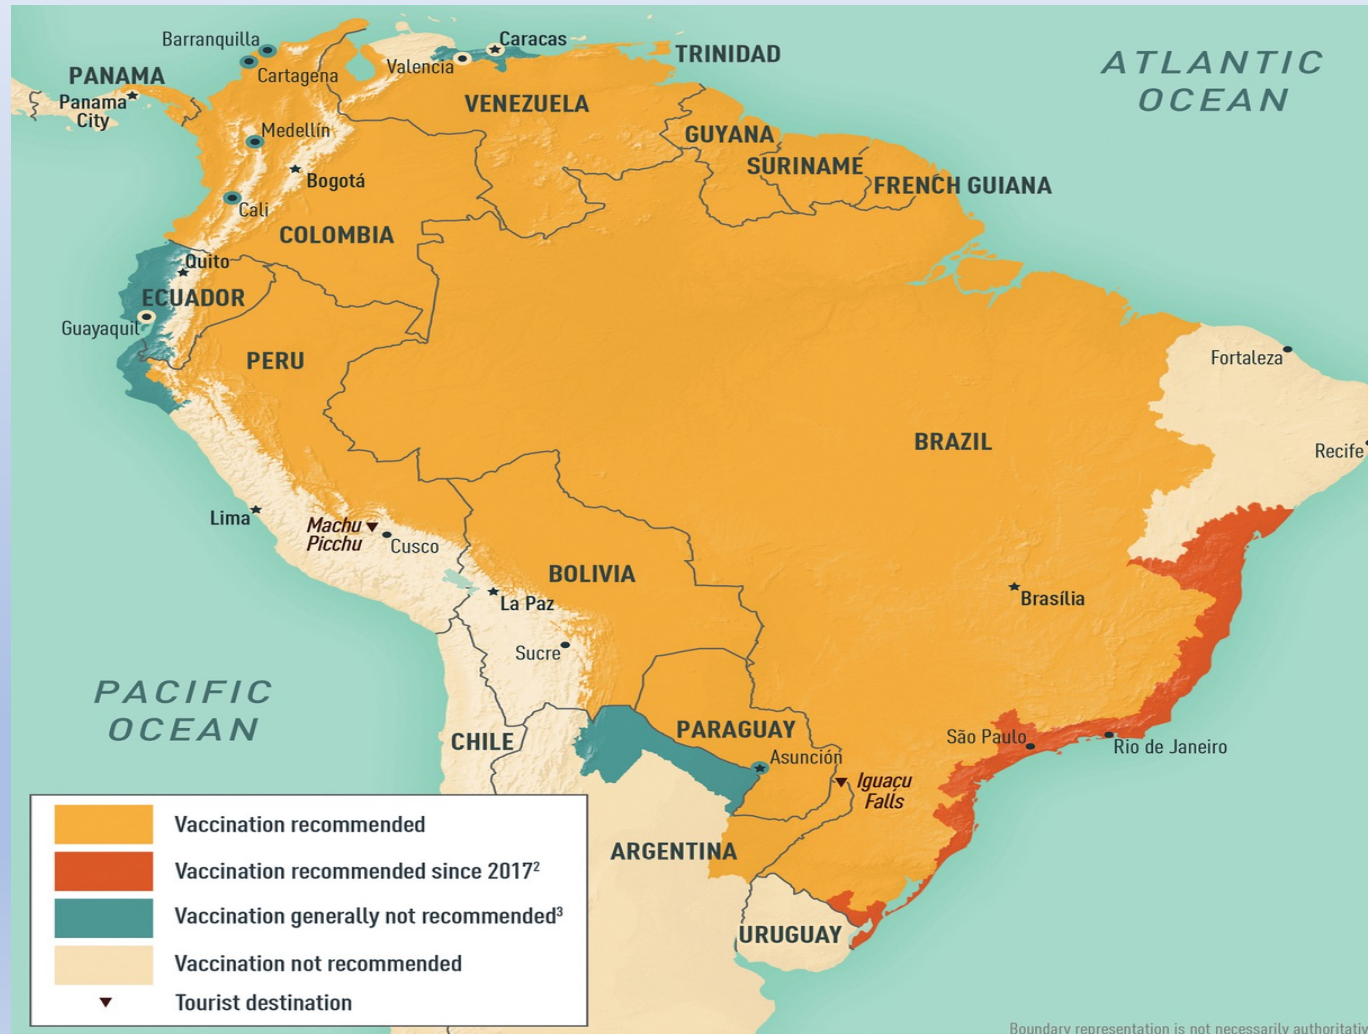 Barranquilla
Caracas
Cartagena
Valencia
TRINIDAD
ATLANTIC
OCEAN
PANAMA
Panama
City
VENEZUELA
Medellín
GUYANA
SURINAME
FRENCH GUIANA
Bogotá
Cali
COLOMBIA
Quito
ECUADOR
Guayaquil
PERU
Fortaleza
BRAZIL
Recife
Lima
Machu
Picchu
Cusco
BOLIVIA
La Paz
Brasília
Sucre
PACIFIC
OCEAN
CHILE
PARAGUAY
Asunción
São Paulo
Rio de Janeiro
Iguaçu
Falls
ARGENTINA
URUGUAY
Vaccination recommended
Vaccination recommended since 2017²
Vaccination generally not recommended³
Vaccination not recommended
Tourist destination
Boundary representation is not necessarily